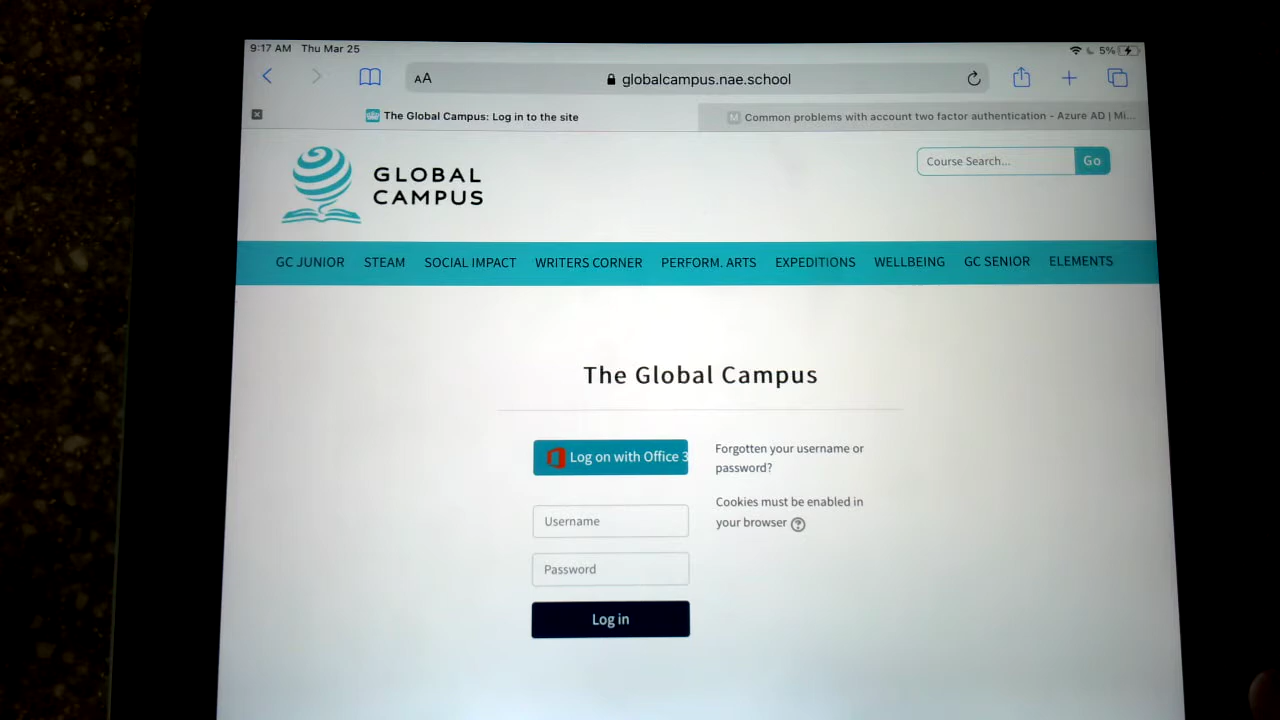 9:17 AM Thu Mar 25
5%
AA
globalcampus.nae.school
The Global Campus: Log in to the site
M Common problems with account two factor authentication - Azure AD | Mi...
GLOBAL
CAMPUS
Course Search...
Go
GC JUNIOR STEAM SOCIAL IMPACT WRITERS CORNER PERFORM. ARTS EXPEDITIONS WELLBEING GC SENIOR ELEMENTS
The Global Campus
Log on with Office 3
Forgotten your username or
password?
Cookies must be enabled in
your browser ?
Username
Password
Log in